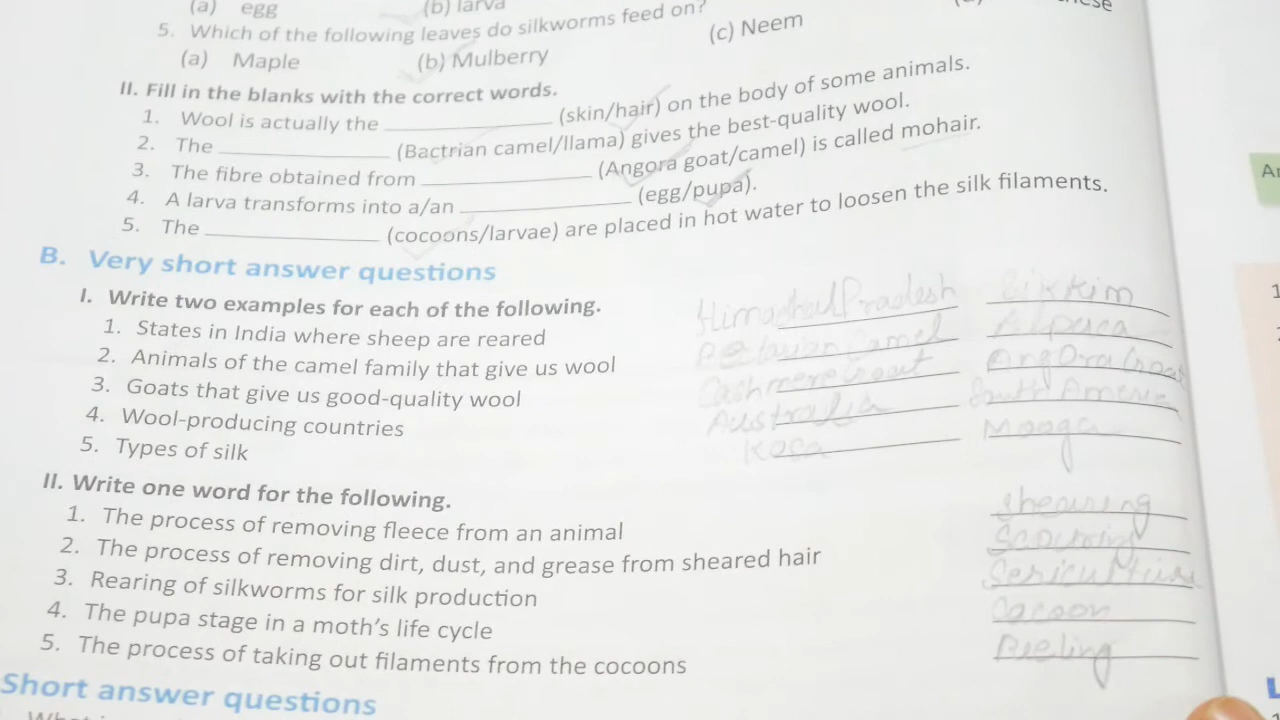 (a) egg (b) larva
5. Which of the following leaves do silkworms feed on?
(a) Maple (b) Mulberry (c) Neem
II. Fill in the blanks with the correct words.
1. Wool is actually the ____________ (skin/hair) on the body of some animals.
2. The ____________ (Bactrian camel/llama) gives the best-quality wool.
3. The fibre obtained from ____________ (Angora goat/camel) is called mohair.
4. A larva transforms into a/an ____________ (egg/pupa).
5. The ____________ (cocoons/larvae) are placed in hot water to loosen the silk filaments.
B. Very short answer questions
I. Write two examples for each of the following.
1. States in India where sheep are reared Himachal Pradesh Sikkim
2. Animals of the camel family that give us wool Camel Alpaca
3. Goats that give us good-quality wool Cashmere Goat Angora Goat
4. Wool-producing countries Australia South America
5. Types of silk Kosa Mooga
II. Write one word for the following.
1. The process of removing fleece from an animal Shearing
2. The process of removing dirt, dust, and grease from sheared hair Scouring
3. Rearing of silkworms for silk production Sericulture
4. The pupa stage in a moth's life cycle Cocoon
5. The process of taking out filaments from the cocoons Reeling
Short answer questions